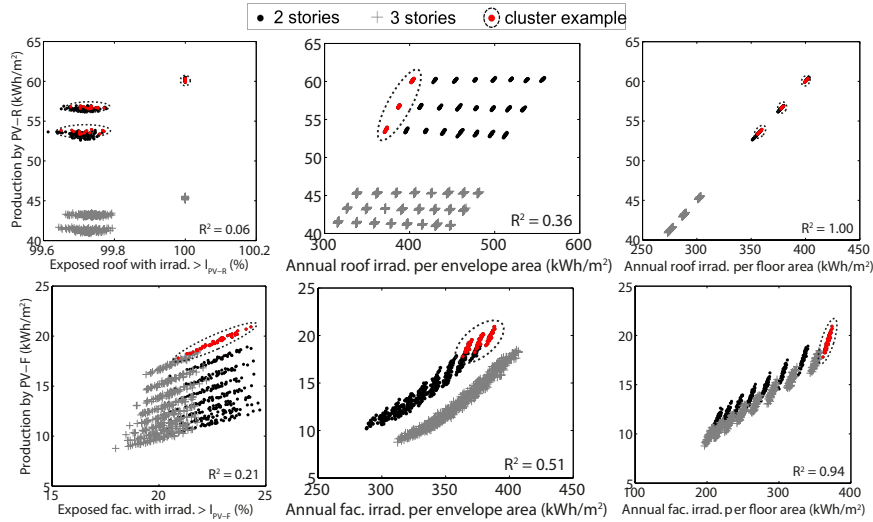 2 stories 3 stories cluster example
Production by PV−R (kWh/m²)
65
60
55
50
45
40
99.6 99.8 100 100.2
R² = 0.06
Exposed roof with irrad. > I_PV−R (%)
65
60
55
50
45
40
300 400 500 600
R² = 0.36
Annual roof irrad. per envelope area (kWh/m²)
65
60
55
50
45
40
250 300 350 400 450
R² = 1.00
Annual roof irrad. per floor area (kWh/m²)
Production by PV−F (kWh/m²)
25
20
15
10
5
15 20 25
R² = 0.21
Exposed fac. with irrad. > I_PV−F (%)
25
20
15
10
5
250 300 350 400 450
R² = 0.51
Annual fac. irrad. per envelope area (kWh/m²)
25
20
15
10
5
100 200 300 400
R² = 0.94
Annual fac. irrad. per floor area (kWh/m²)